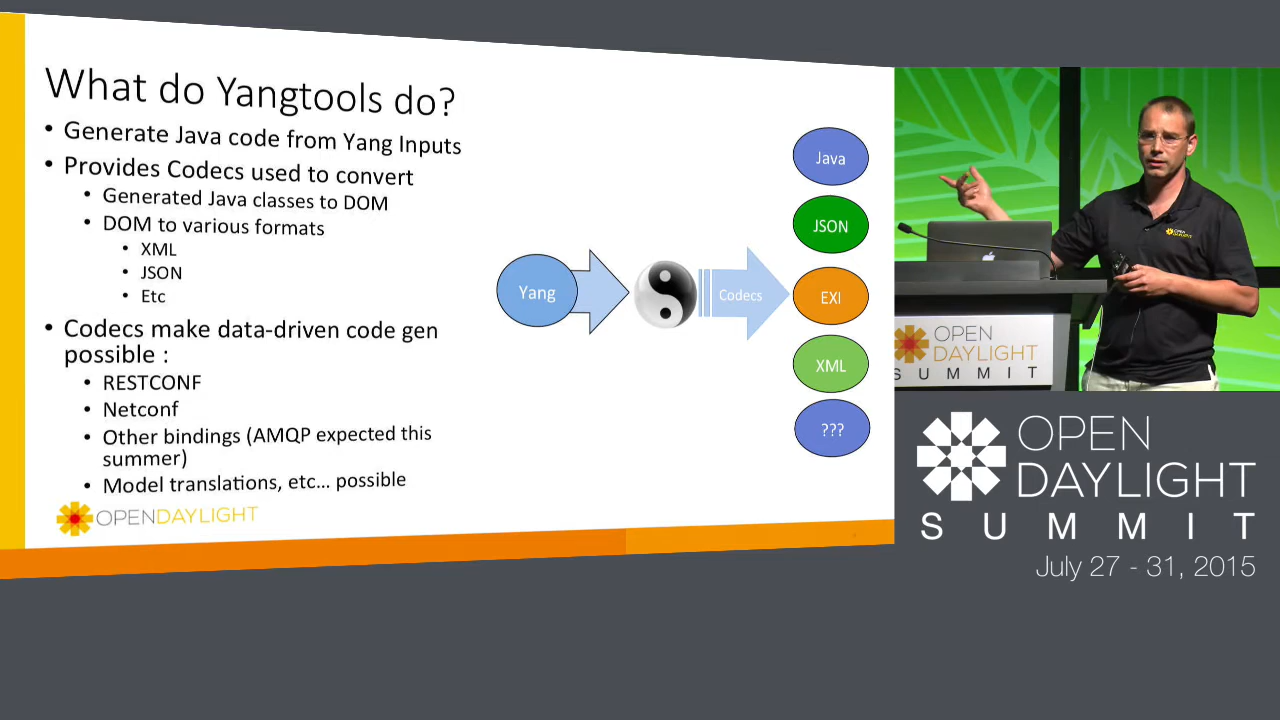 What do Yangtools do?
• Generate Java code from Yang Inputs
• Provides Codecs used to convert
• Generated Java classes to DOM
• DOM to various formats
• XML
• JSON
• Etc
• Codecs make data-driven code gen
possible :
• RESTCONF
• Netconf
• Other bindings (AMQP expected this
summer)
• Model translations, etc... possible
OPENDAYLIGHT
Yang
Codecs
Java
JSON
EXI
XML
???
OPEN
DAYLIGHT
SUMMIT
OPEN
DAYLIGHT
SUMMIT
July 27 - 31, 2015